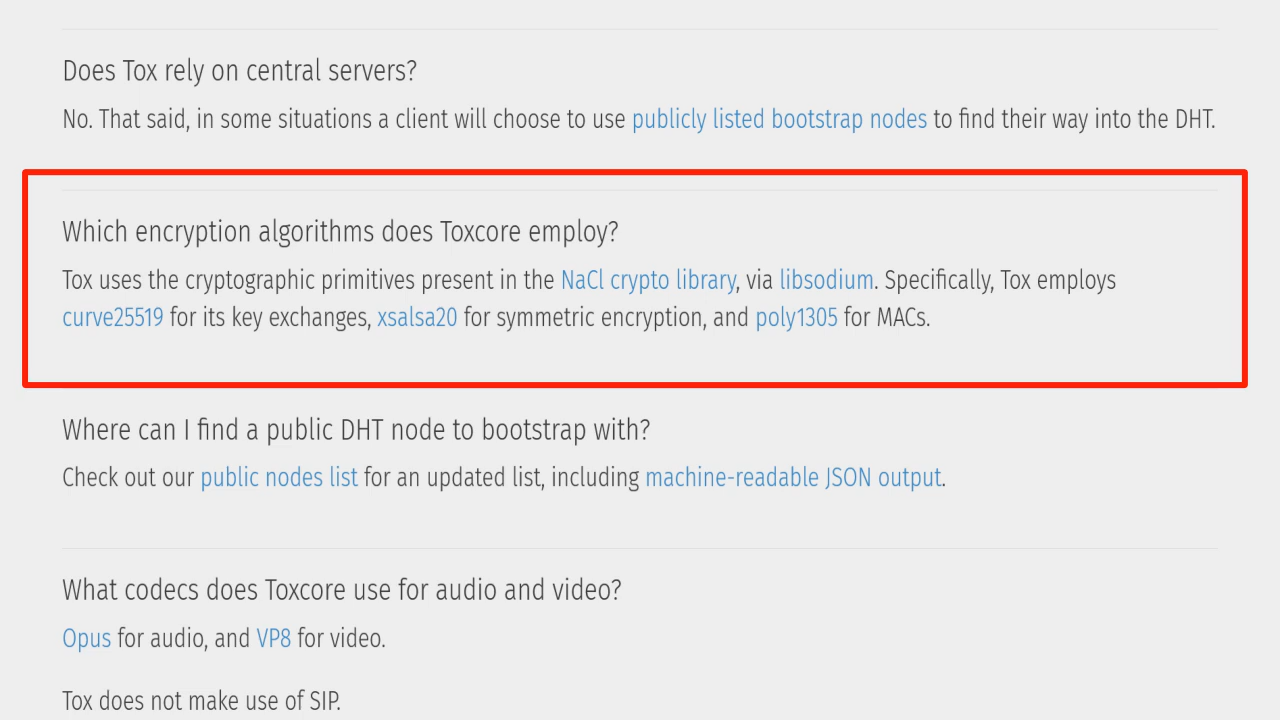 Does Tox rely on central servers?
No. That said, in some situations a client will choose to use publicly listed bootstrap nodes to find their way into the DHT.
Which encryption algorithms does Toxcore employ?
Tox uses the cryptographic primitives present in the NaCl crypto library, via libsodium. Specifically, Tox employs
curve25519 for its key exchanges, xsalsa20 for symmetric encryption, and poly1305 for MACs.
Where can I find a public DHT node to bootstrap with?
Check out our public nodes list for an updated list, including machine-readable JSON output.
What codecs does Toxcore use for audio and video?
Opus for audio, and VP8 for video.
Tox does not make use of SIP.